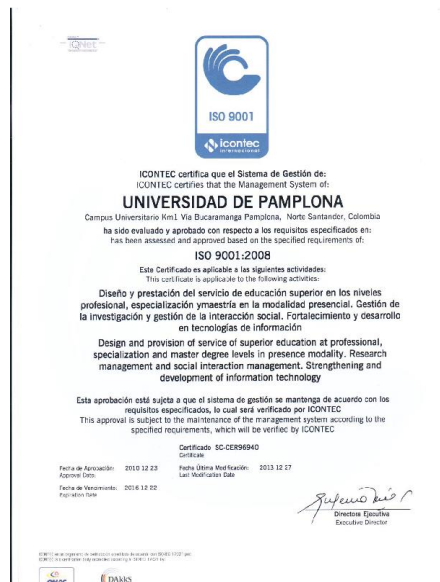 IQNet
ISO 9001
icontec
internacional
ICONTEC certifica que el Sistema de Gestión de:
ICONTEC certifies that the Management System of:
UNIVERSIDAD DE PAMPLONA
Campus Universitario Km1 Vía Bucaramanga Pamplona, Norte Santander, Colombia
ha sido evaluado y aprobado con respecto a los requisitos especificados en:
has been assessed and approved based on the specified requirements of:
ISO 9001:2008
Este Certificado es aplicable a las siguientes actividades:
This certificate is applicable to the following activities:
Diseño y prestación del servicio de educación superior en los niveles
profesional, especialización ymaestría en la modalidad presencial. Gestión de
la investigación y gestión de la interacción social. Fortalecimiento y desarrollo
en tecnologías de información
Design and provision of service of superior education at professional,
specialization and master degree levels in presence modality. Research
management and social interaction management. Strengthening and
development of information technology
Esta aprobación está sujeta a que el sistema de gestión se mantenga de acuerdo con los
requisitos especificados, lo cual será verificado por ICONTEC
This approval is subject to the maintenance of the management system according to the
specified requirements, which will be verified by ICONTEC
Certificado SC-CER96940
Certificate
Fecha de Aprobación: 2010 12 23 Fecha Última Modificación: 2013 12 27
Approval Date: Last Modification Date
Fecha de Vencimiento: 2016 12 22
Expiration Date
Directora Ejecutiva
Executive Director
DAkkS